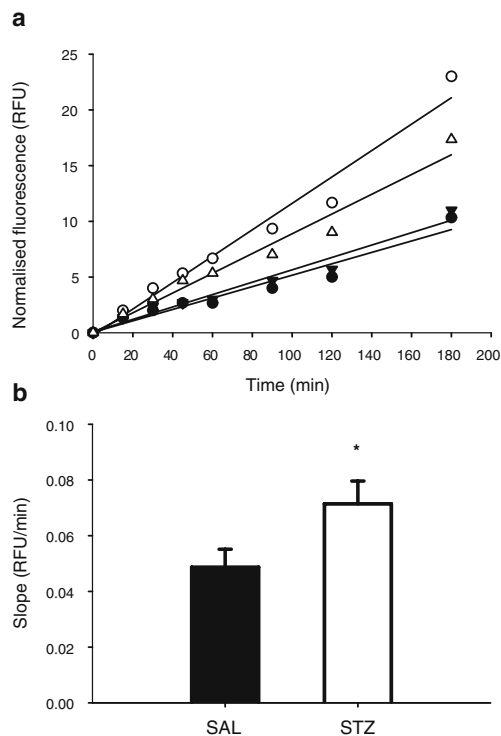 a
Normalised fluorescence (RFU)
25
20
15
10
5
0
0 20 40 60 80 100 120 140 160 180 200
Time (min)
b
Slope (RFU/min)
0.10
0.08
0.06
0.04
0.02
0.00
*
SAL STZ